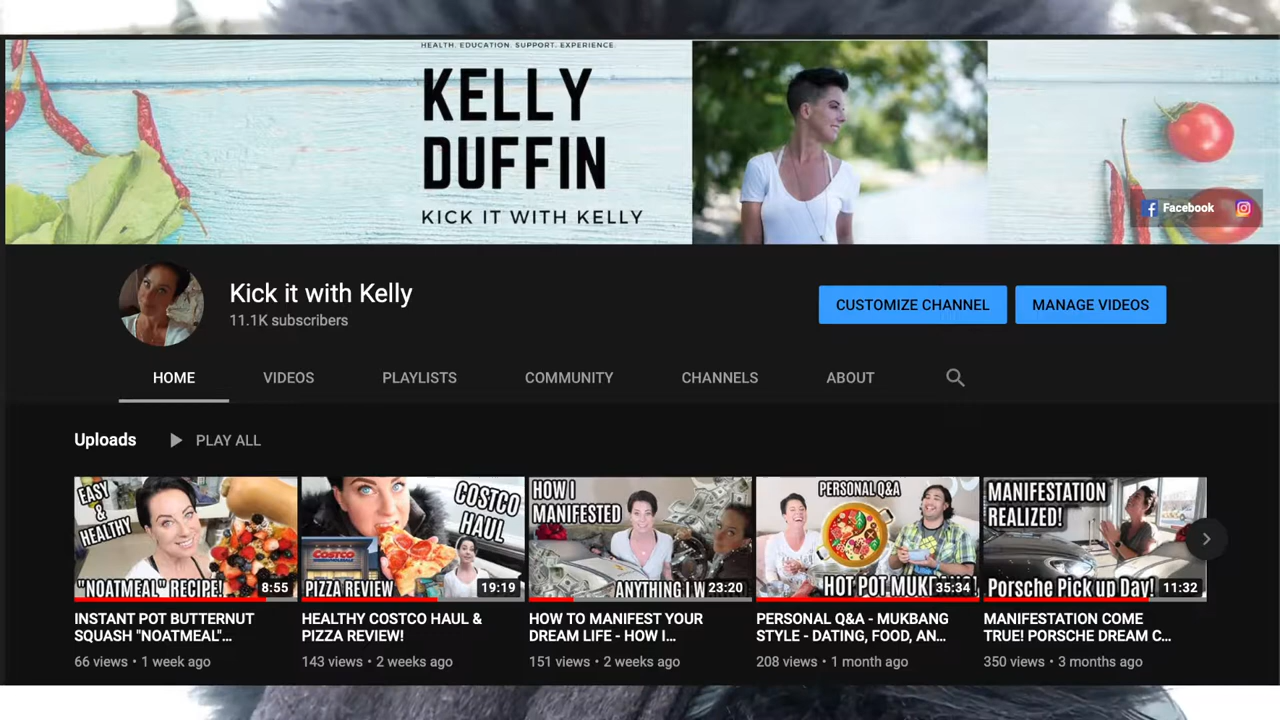 HEALTH. EDUCATION. SUPPORT. EXPERIENCE.
KELLY
DUFFIN
KICK IT WITH KELLY
Facebook
Kick it with Kelly
11.1K subscribers
CUSTOMIZE CHANNEL
MANAGE VIDEOS
HOME
VIDEOS
PLAYLISTS
COMMUNITY
CHANNELS
ABOUT
Uploads
PLAY ALL
EASY
&
HEALTHY
"NOATMEAL" RECIPE!
8:55
INSTANT POT BUTTERNUT
SQUASH "NOATMEAL"...
66 views • 1 week ago
COSTCO
HAUL
COSTCO
PIZZA REVIEW
19:19
HEALTHY COSTCO HAUL &
PIZZA REVIEW!
143 views • 2 weeks ago
HOW I
MANIFESTED
ANYTHING I W
23:20
HOW TO MANIFEST YOUR
DREAM LIFE - HOW I...
151 views • 2 weeks ago
PERSONAL Q&A
HOT POT MUK
35:34
PERSONAL Q&A - MUKBANG
STYLE - DATING, FOOD, AN...
208 views • 1 month ago
MANIFESTATION
REALIZED!
Porsche Pick up Day!
11:32
MANIFESTATION COME
TRUE! PORSCHE DREAM C...
350 views • 3 months ago